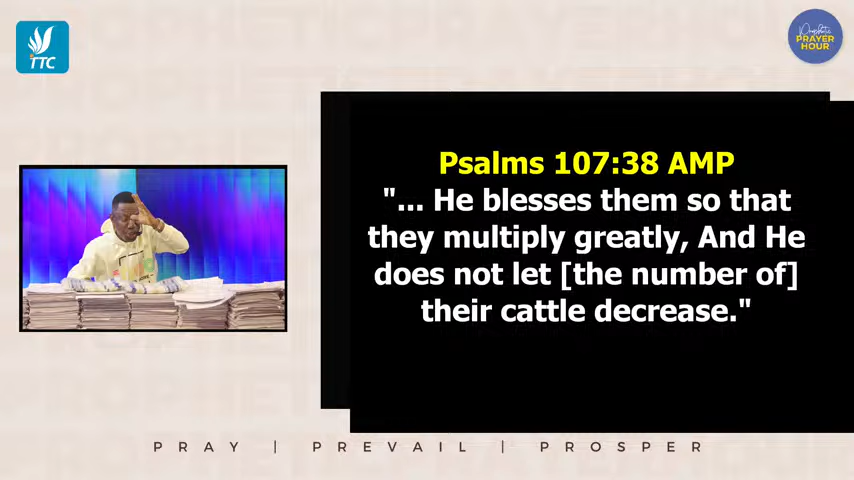 TTC
Prophetic
PRAYER
HOUR
Psalms 107:38 AMP
"... He blesses them so that
they multiply greatly, And He
does not let [the number of]
their cattle decrease."
PRAY | PREVAIL | PROSPER